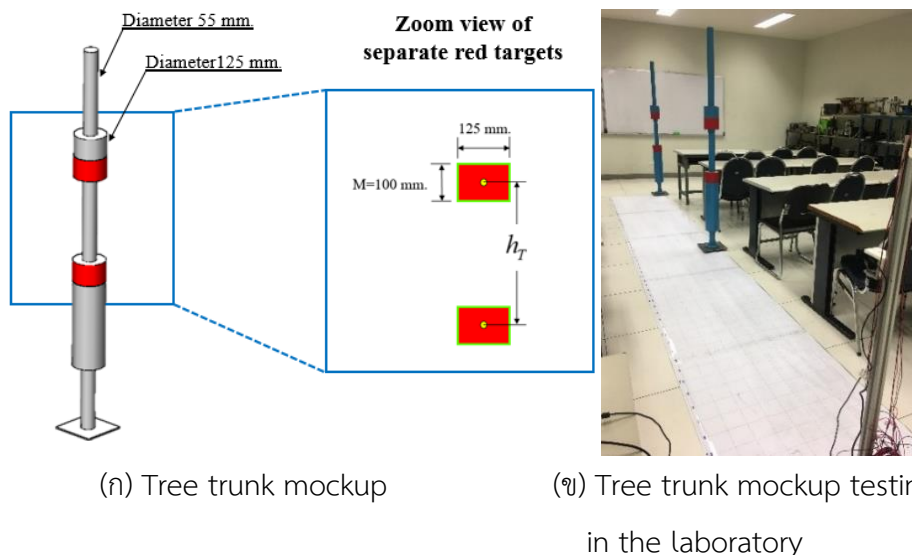 Diameter 55 mm.
Diameter125 mm.
Zoom view of
separate red targets
125 mm.
M=100 mm.
hT
(ก) Tree trunk mockup
(ข) Tree trunk mockup testin
in the laboratory